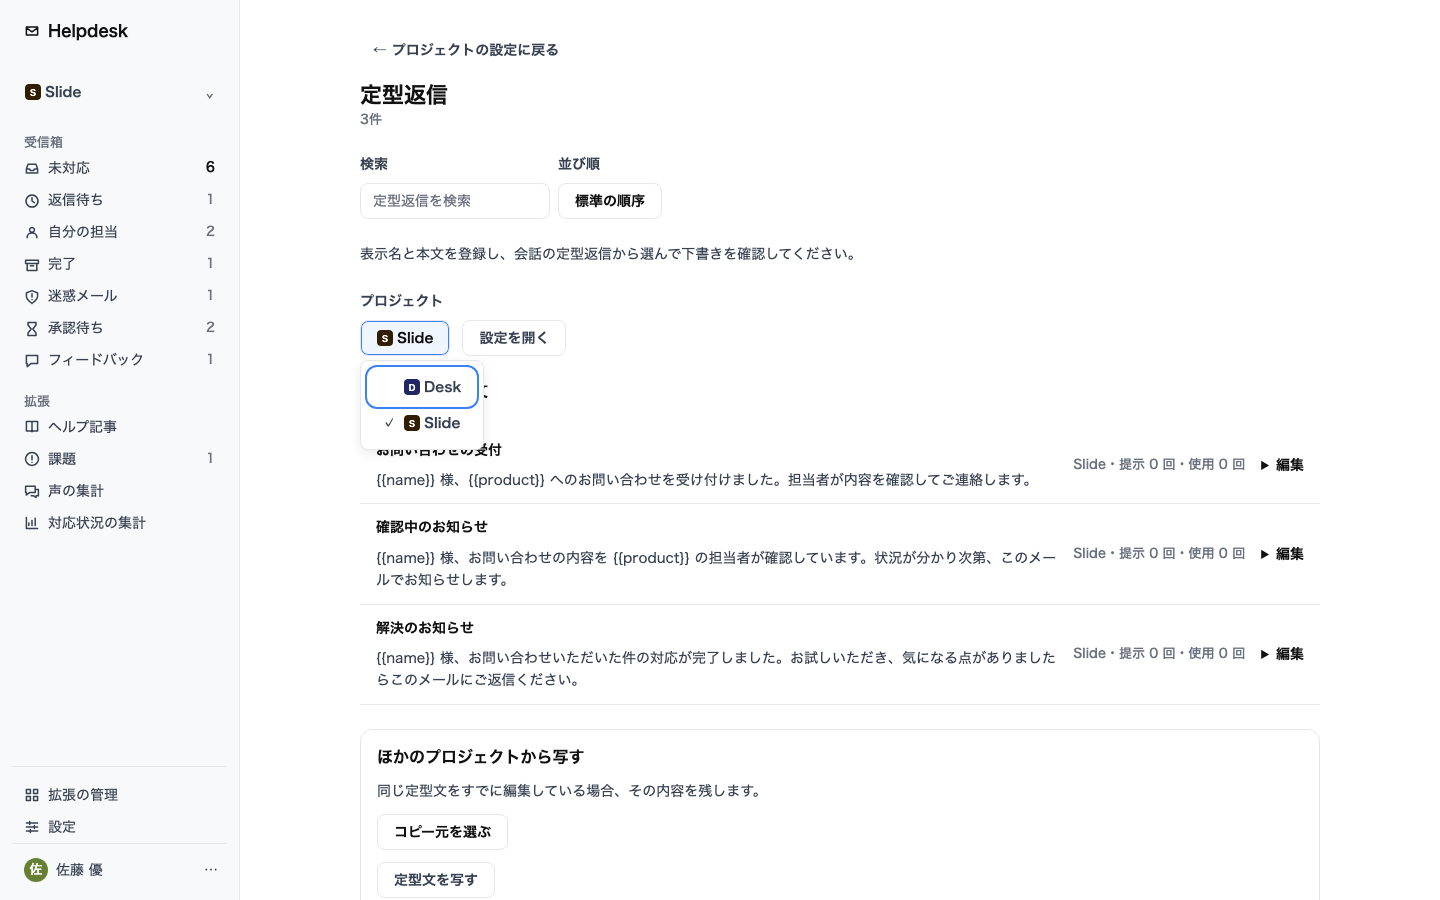 Helpdesk
S Slide
受信箱
未対応 6
返信待ち 1
自分の担当 2
完了 1
迷惑メール 1
承認待ち 2
フィードバック 1
拡張
ヘルプ記事
課題 1
声の集計
対応状況の集計
拡張の管理
設定
佐 佐藤 優 …
← プロジェクトの設定に戻る
定型返信
3件
検索 並び順
定型返信を検索 標準の順序
表示名と本文を登録し、会話の定型返信から選んで下書きを確認してください。
プロジェクト
S Slide 設定を開く
D Desk
✓ S Slide
お問い合わせの受付
{{name}} 様、{{product}} へのお問い合わせを受け付けました。担当者が内容を確認してご連絡します。
Slide・提示 0 回・使用 0 回 ▶ 編集
確認中のお知らせ
{{name}} 様、お問い合わせの内容を {{product}} の担当者が確認しています。状況が分かり次第、このメー
ルでお知らせします。
Slide・提示 0 回・使用 0 回 ▶ 編集
解決のお知らせ
{{name}} 様、お問い合わせいただいた件の対応が完了しました。お試しいただき、気になる点がありました
らこのメールにご返信ください。
Slide・提示 0 回・使用 0 回 ▶ 編集
ほかのプロジェクトから写す
同じ定型文をすでに編集している場合、その内容を残します。
コピー元を選ぶ
定型文を写す